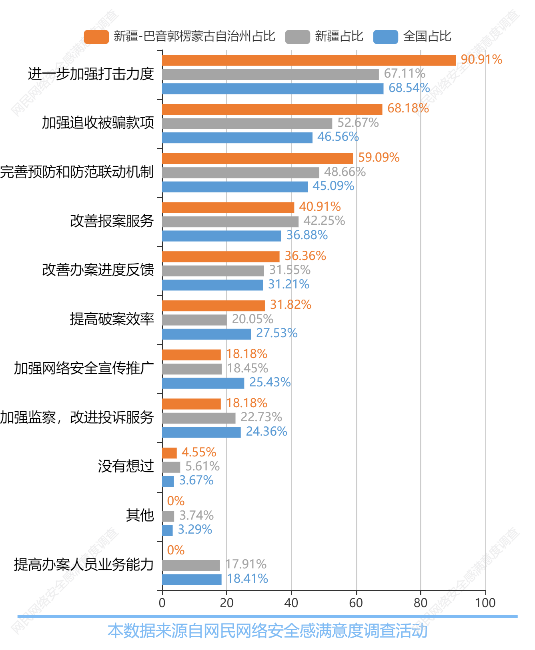 新疆-巴音郭楞蒙古自治州占比 新疆占比 全国占比
进一步加强打击力度 90.91% 67.11% 68.54%
加强追收被骗款项 68.18% 52.67% 46.56%
完善预防和防范联动机制 59.09% 48.66% 45.09%
改善报案服务 40.91% 42.25% 36.88%
改善办案进度反馈 36.36% 31.55% 31.21%
提高破案效率 31.82% 20.05% 27.53%
加强网络安全宣传推广 18.18% 18.45% 25.43%
加强监察，改进投诉服务 18.18% 22.73% 24.36%
没有想过 4.55% 5.61% 3.67%
其他 0% 3.74% 3.29%
提高办案人员业务能力 0% 17.91% 18.41%
0 20 40 60 80 100
本数据来源自网民网络安全感满意度调查活动